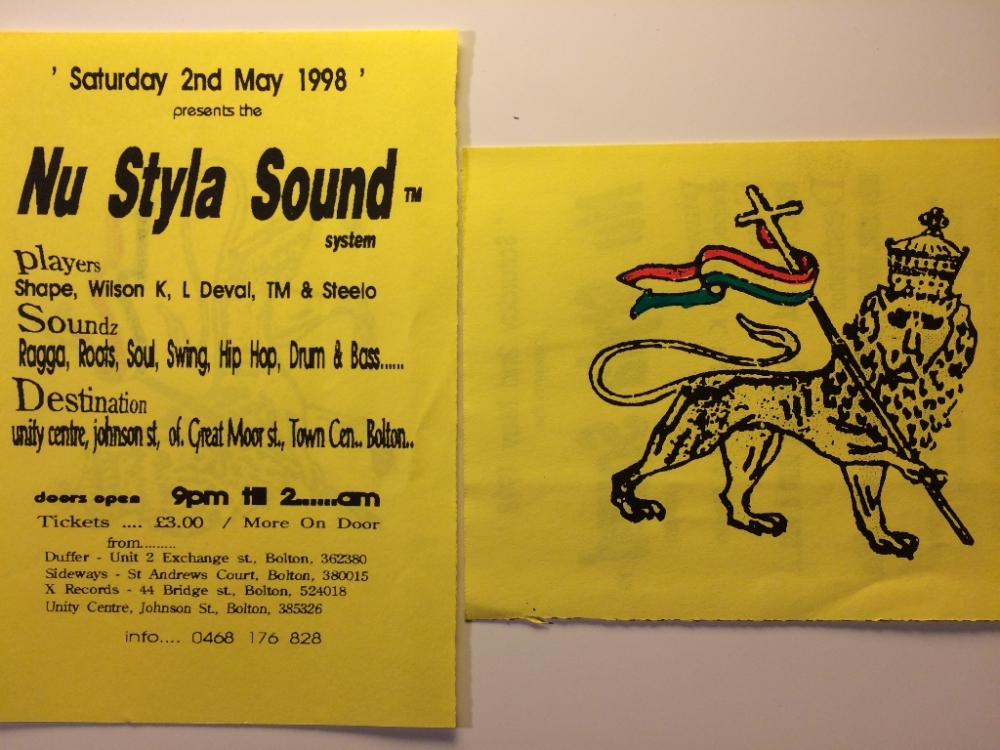 ' Saturday 2nd May 1998 '
presents the
Nu Styla Sound ™
system
players
Shape, Wilson K, L Deval, TM & Steelo
Soundz
Ragga, Roots, Soul, Swing, Hip Hop, Drum & Bass......
Destination
unity centre, johnson st, of. Great Moor st., Town Cen.. Bolton..
doors open 9pm till 2......am
Tickets .... £3.00 / More On Door
from.........
Duffer - Unit 2 Exchange st., Bolton, 362380
Sideways - St Andrews Court, Bolton, 380015
X Records - 44 Bridge st., Bolton, 524018
Unity Centre, Johnson St., Bolton, 385326
info.... 0468 176 828